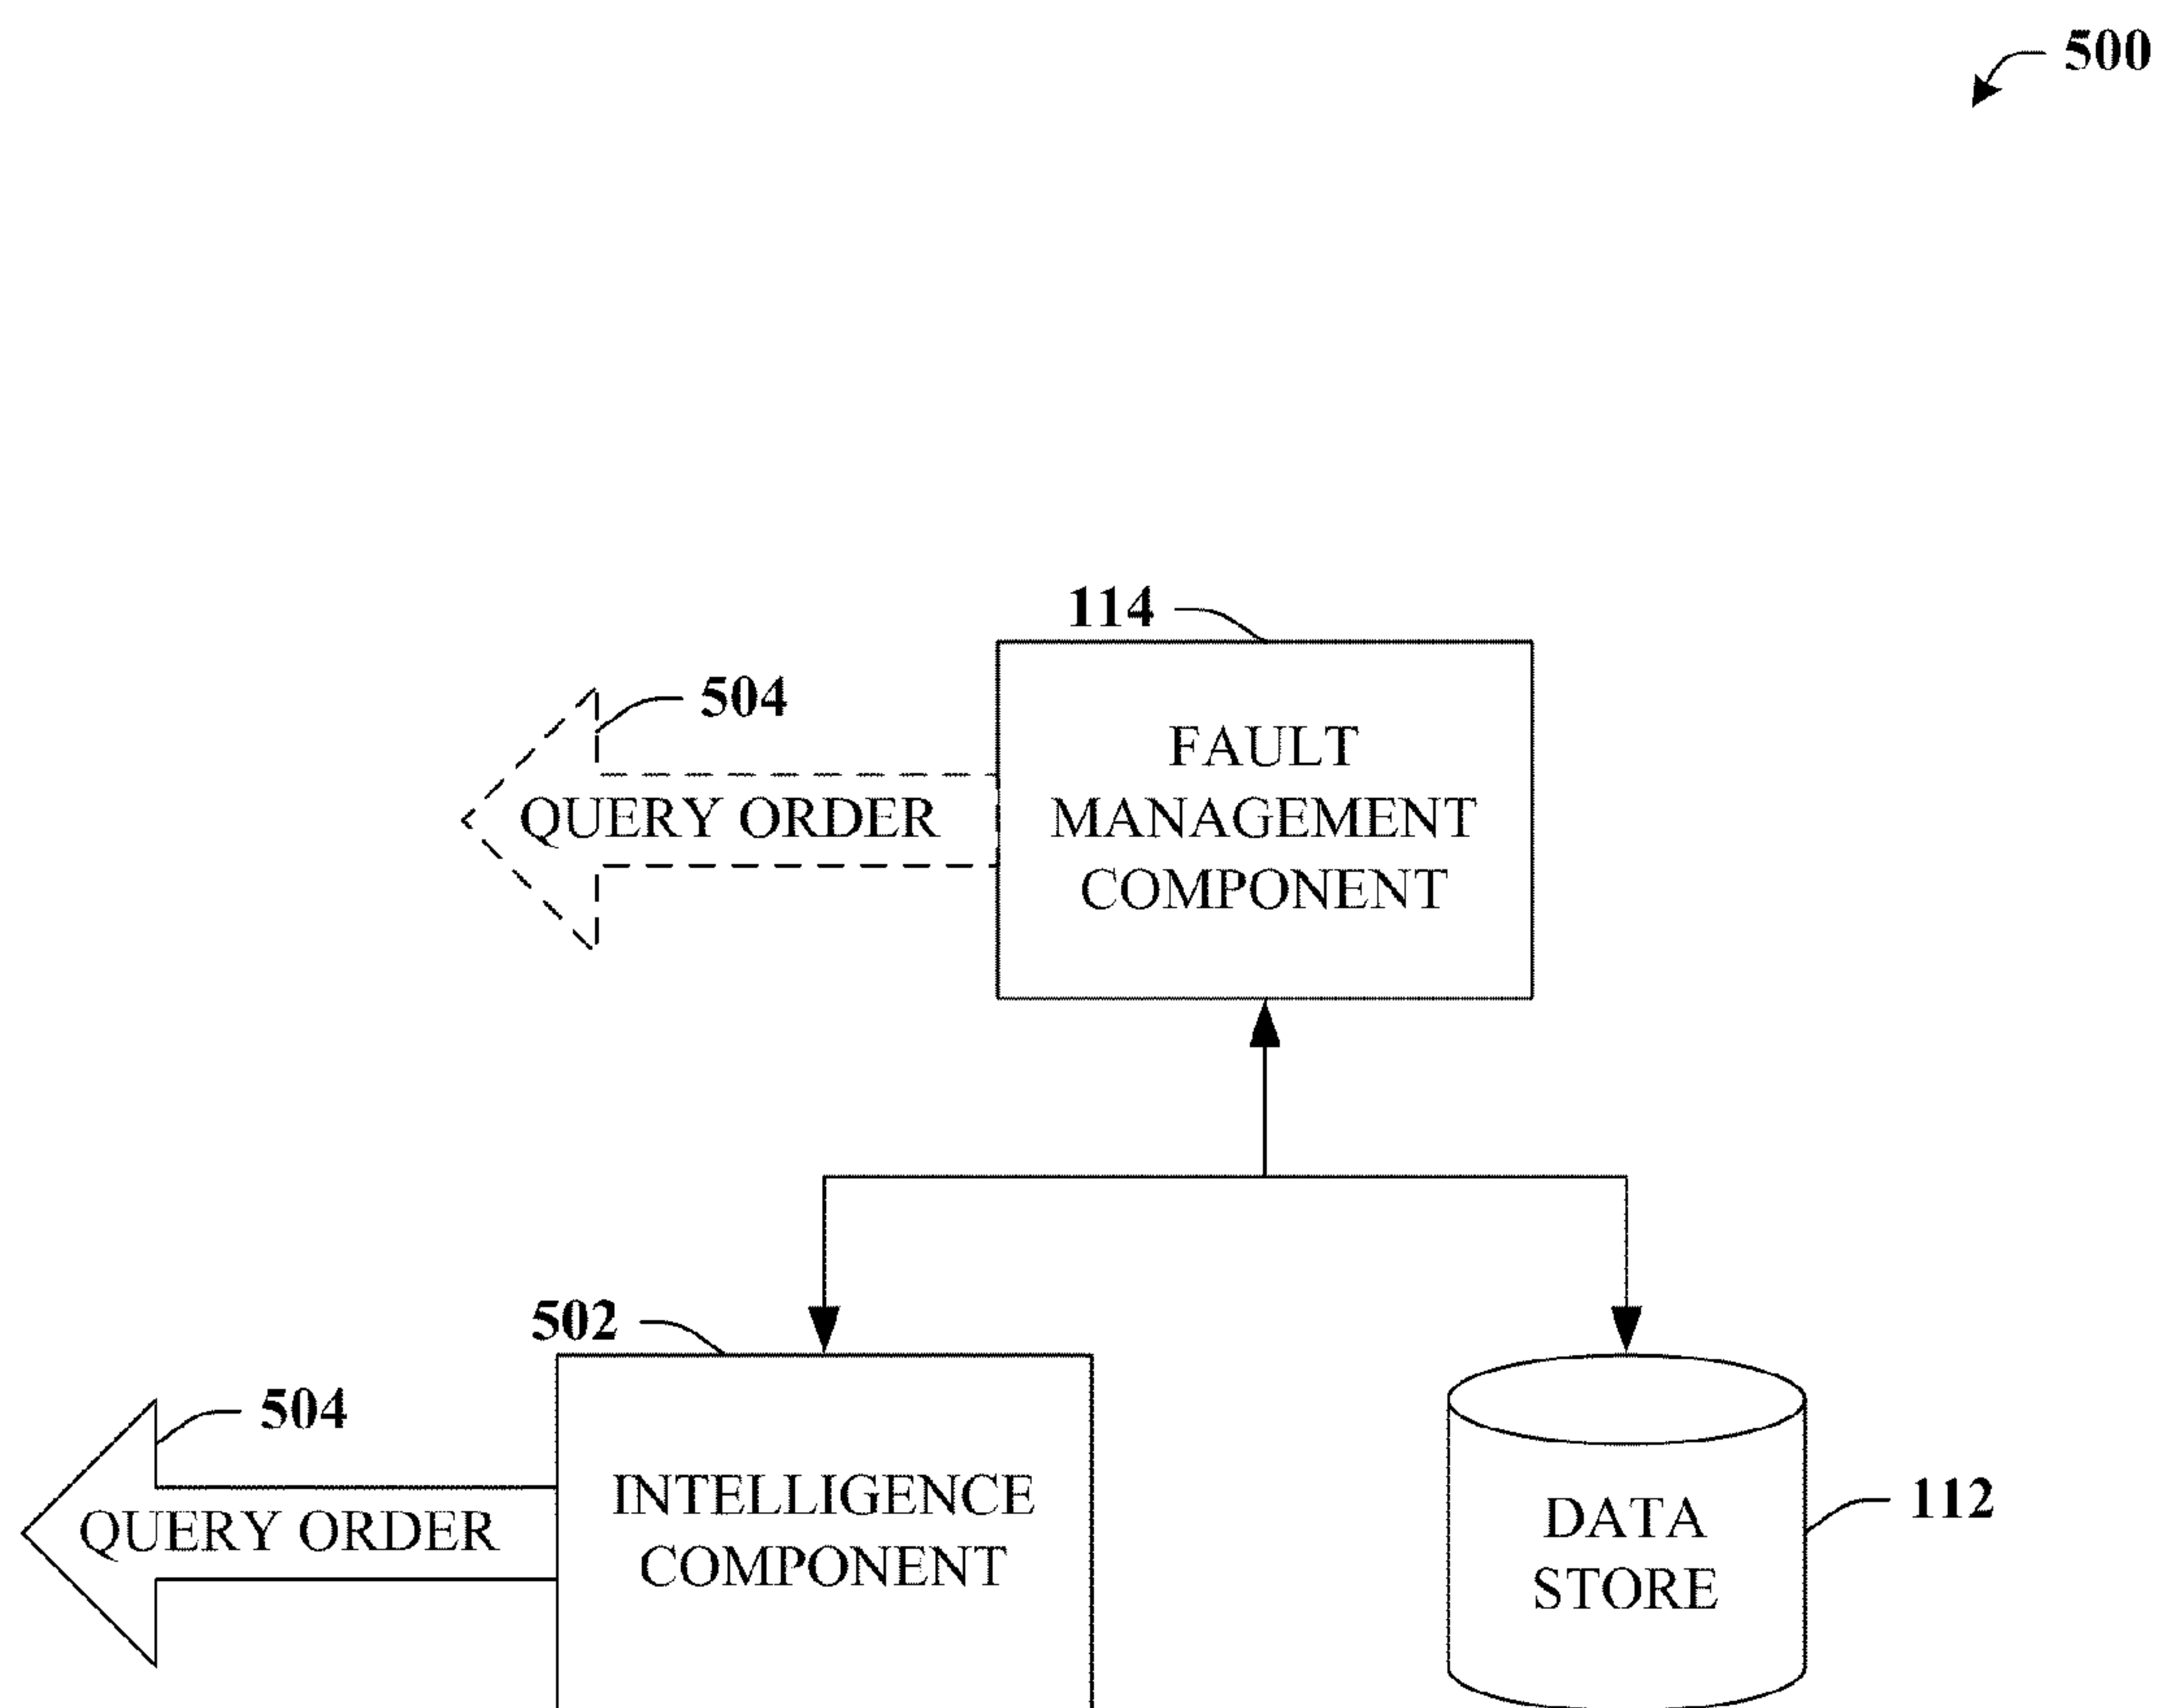 500
114
504
FAULT
MANAGEMENT
COMPONENT
QUERY ORDER
502
504
INTELLIGENCE
COMPONENT
QUERY ORDER
112
DATA
STORE